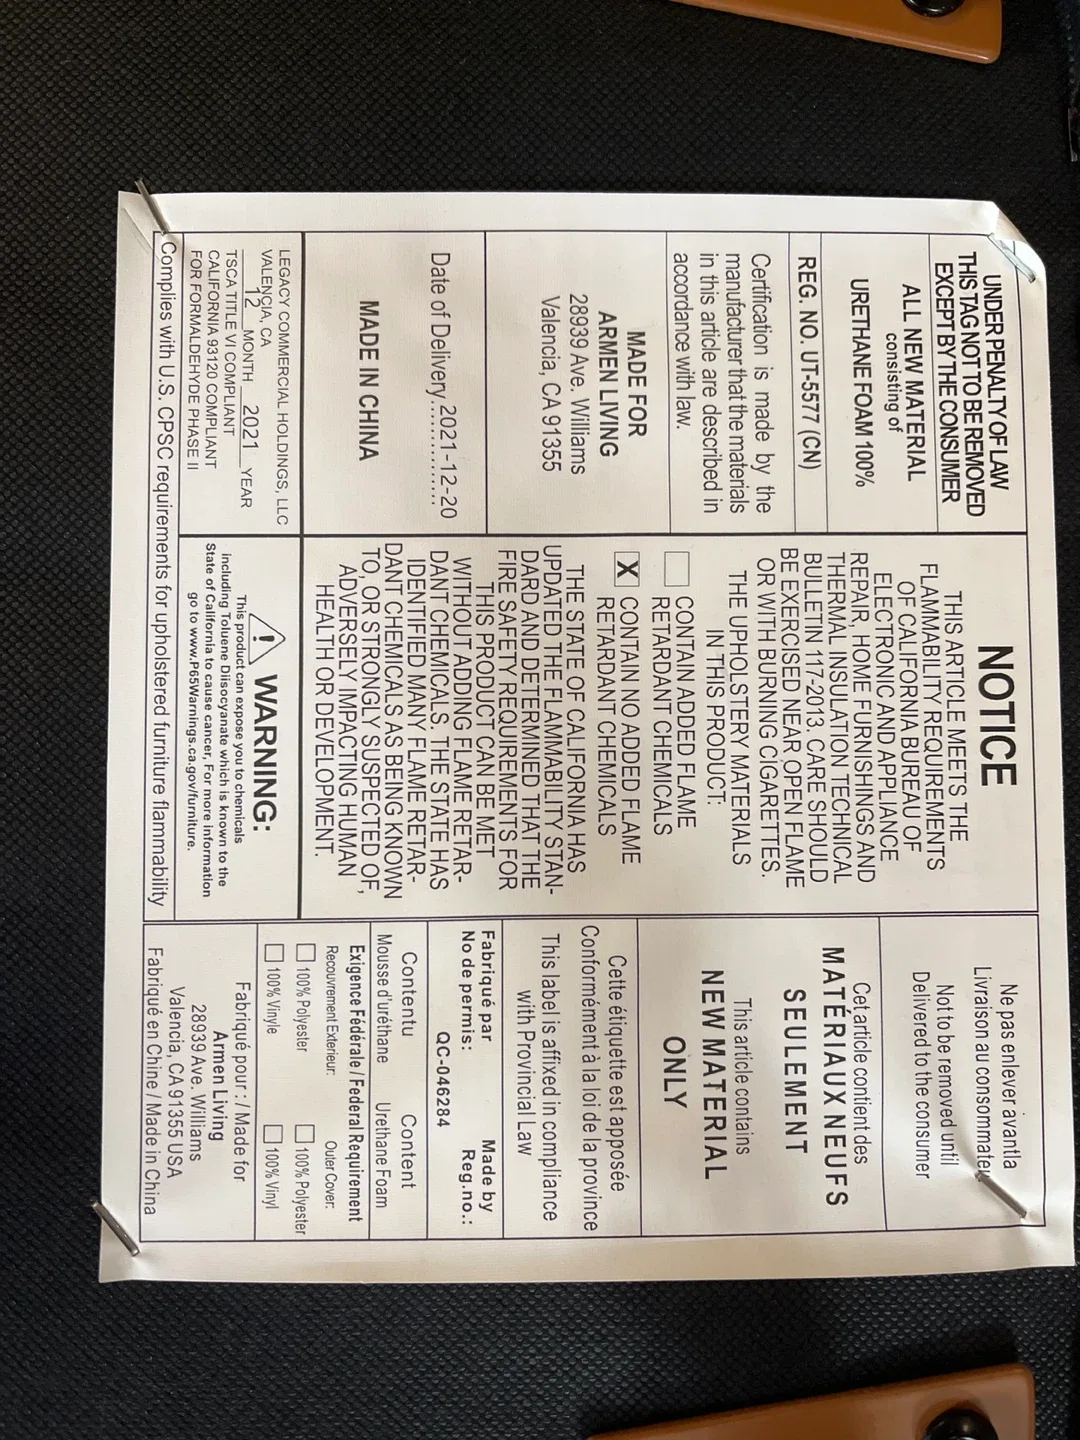 UNDER PENALTY OF LAW
THIS TAG NOT TO BE REMOVED
EXCEPT BY THE CONSUMER
ALL NEW MATERIAL
consisting of
URETHANE FOAM 100%
REG. NO. UT-5577 (CN)
Certification is made by the
manufacturer that the materials
in this article are described in
accordance with law.
MADE FOR
ARMEN LIVING
28939 Ave. Williams
Valencia, CA 91355
Date of Delivery 2021-12-20
MADE IN CHINA
LEGACY COMMERCIAL HOLDINGS, LLC
VALENCIA, CA
12 MONTH 2021 YEAR
TSCA TITLE VI COMPLIANT
CALIFORNIA 93120 COMPLIANT
FOR FORMALDEHYDE PHASE II
NOTICE
THIS ARTICLE MEETS THE
FLAMMABILITY REQUIREMENTS
OF CALIFORNIA BUREAU OF
ELECTRONIC AND APPLIANCE
REPAIR, HOME FURNISHINGS AND
THERMAL INSULATION TECHNICAL
BULLETIN 117-2013. CARE SHOULD
BE EXERCISED NEAR OPEN FLAME
OR WITH BURNING CIGARETTES.
THE UPHOLSTERY MATERIALS
IN THIS PRODUCT:
CONTAIN ADDED FLAME
RETARDANT CHEMICALS
X CONTAIN NO ADDED FLAME
RETARDANT CHEMICALS
THE STATE OF CALIFORNIA HAS
UPDATED THE FLAMMABILITY STAN-
DARD AND DETERMINED THAT THE
FIRE SAFETY REQUIREMENTS FOR
THIS PRODUCT CAN BE MET
WITHOUT ADDING FLAME RETAR-
DANT CHEMICALS. THE STATE HAS
IDENTIFIED MANY FLAME RETAR-
DANT CHEMICALS AS BEING KNOWN
TO, OR STRONGLY SUSPECTED OF,
ADVERSELY IMPACTING HUMAN
HEALTH OR DEVELOPMENT.
WARNING:
This product can expose you to chemicals
including Toluene Diisocyanate which is known to the
State of California to cause cancer, For more information
go to www.P65Warnings.ca.gov/furniture.
Complies with U.S. CPSC requirements for upholstered furniture flammability
Ne pas enlever avantla
Livraison au consommateu
Not to be removed until
Delivered to the consumer
Cet article contient des
MATÉRIAUX NEUFS
SEULEMENT
This article contains
NEW MATERIAL
ONLY
Cette étiquette est apposée
Conformément à la loi de la province
This label is affixed in compliance
with Provincial Law
Fabriqué par Made by
No de permis: Reg.no.:
QC-046284
Contentu Content
Mousse d'uréthane Urethane Foam
Exigence Fédérale / Federal Requirement
Recouvrement Exterieur: Outer Cover:
100% Polyester 100% Polyester
100% Vinyle 100% Vinyl
Fabriqué pour : / Made for
Armen Living
28939 Ave. Williams
Valencia, CA 91355 USA
Fabriqué en Chine / Made in China